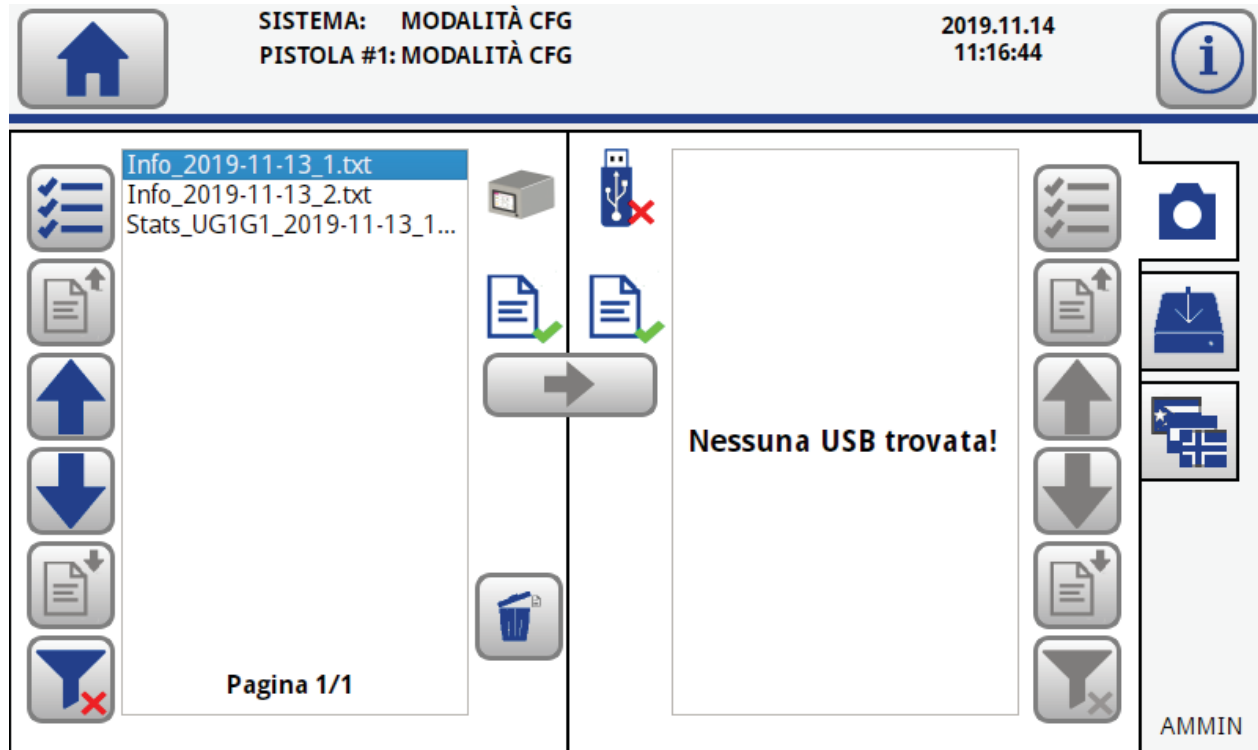 SISTEMA: MODALITÀ CFG
PISTOLA #1: MODALITÀ CFG
2019.11.14
11:16:44
Info_2019-11-13_1.txt
Info_2019-11-13_2.txt
Stats_UG1G1_2019-11-13_1...
Pagina 1/1
Nessuna USB trovata!
AMMIN